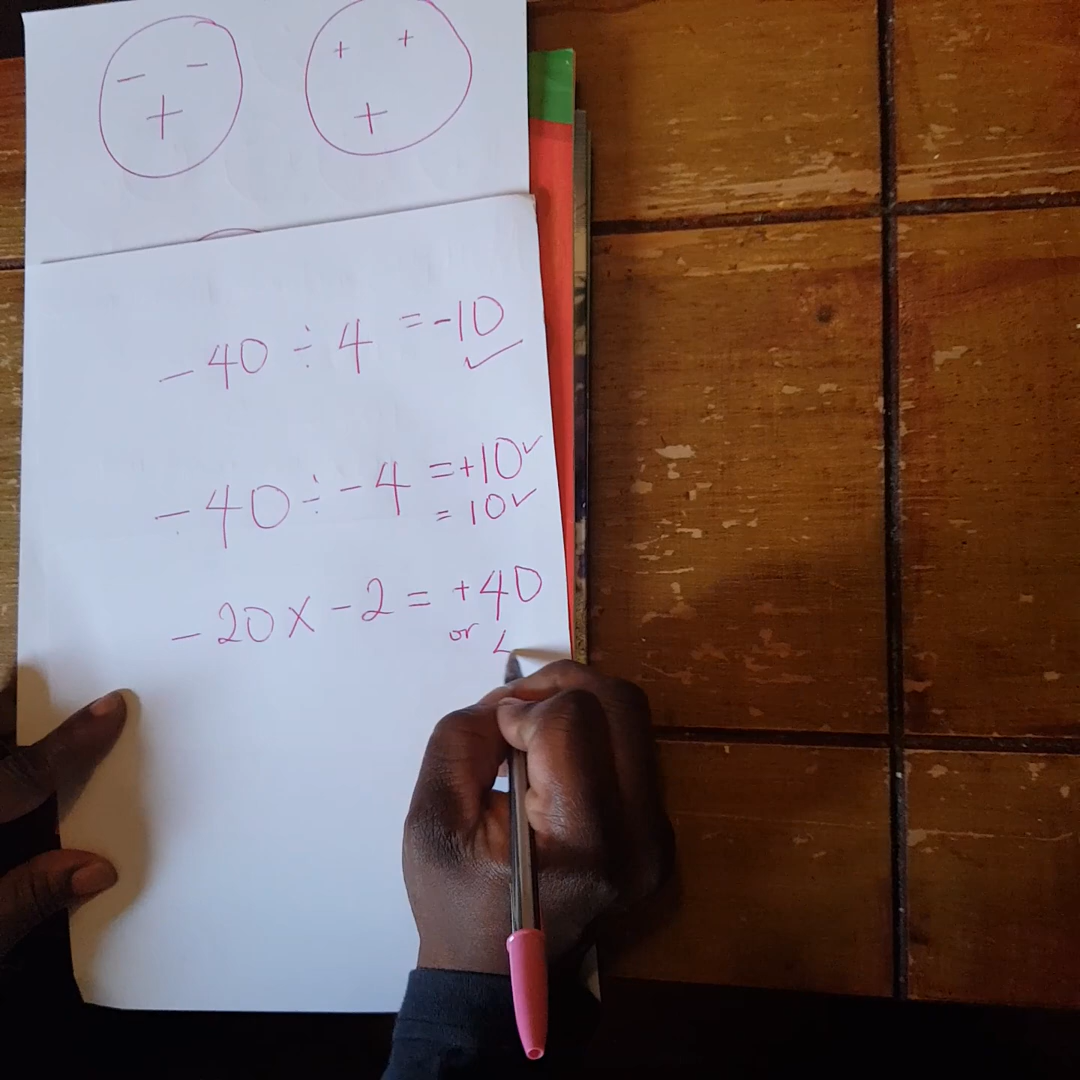 - -
+
+ +
+
-40 ÷ 4 = -10 ✓
-40 ÷ -4 = +10 ✓
= 10 ✓
-20 x -2 = +40
or